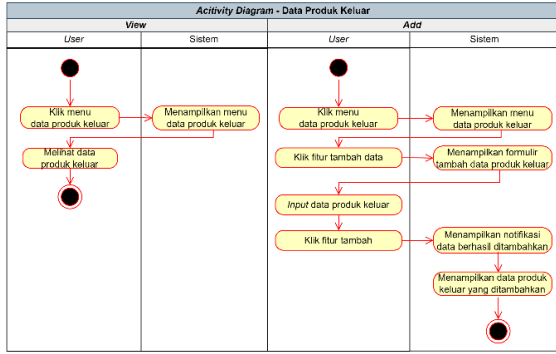 Acitivity Diagram - Data Produk Keluar
View
Add
User
Sistem
User
Sistem
Klik menu
data produk keluar
Menampilkan menu
data produk keluar
Melihat data
produk keluar
Klik menu
data produk keluar
Menampilkan menu
data produk keluar
Klik fitur tambah data
Menampilkan formulir
tambah data produk keluar
Input data produk keluar
Klik fitur tambah
Menampilkan notifikasi
data berhasil ditambahkan
Menampilkan data produk
keluar yang ditambahkan